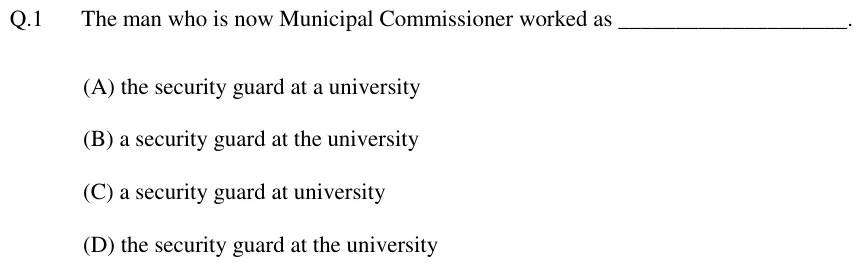 Q.1 The man who is now Municipal Commissioner worked as ____________________.
(A) the security guard at a university
(B) a security guard at the university
(C) a security guard at university
(D) the security guard at the university